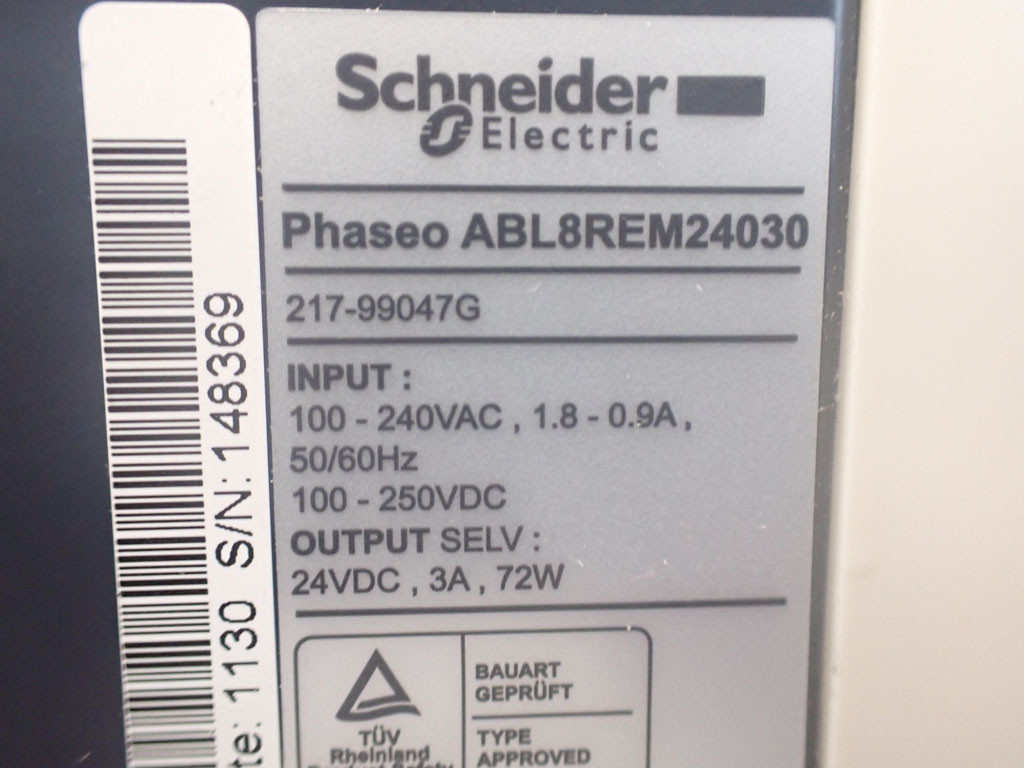 Schneider
Electric
Phaseo ABL8REM24030
217-99047G
INPUT :
100 - 240VAC , 1.8 - 0.9A ,
50/60Hz
100 - 250VDC
OUTPUT SELV :
24VDC , 3A , 72W
TÜV
Rheinland
BAUART
GEPRÜFT
TYPE
APPROVED
te: 1130 S/N: 148369